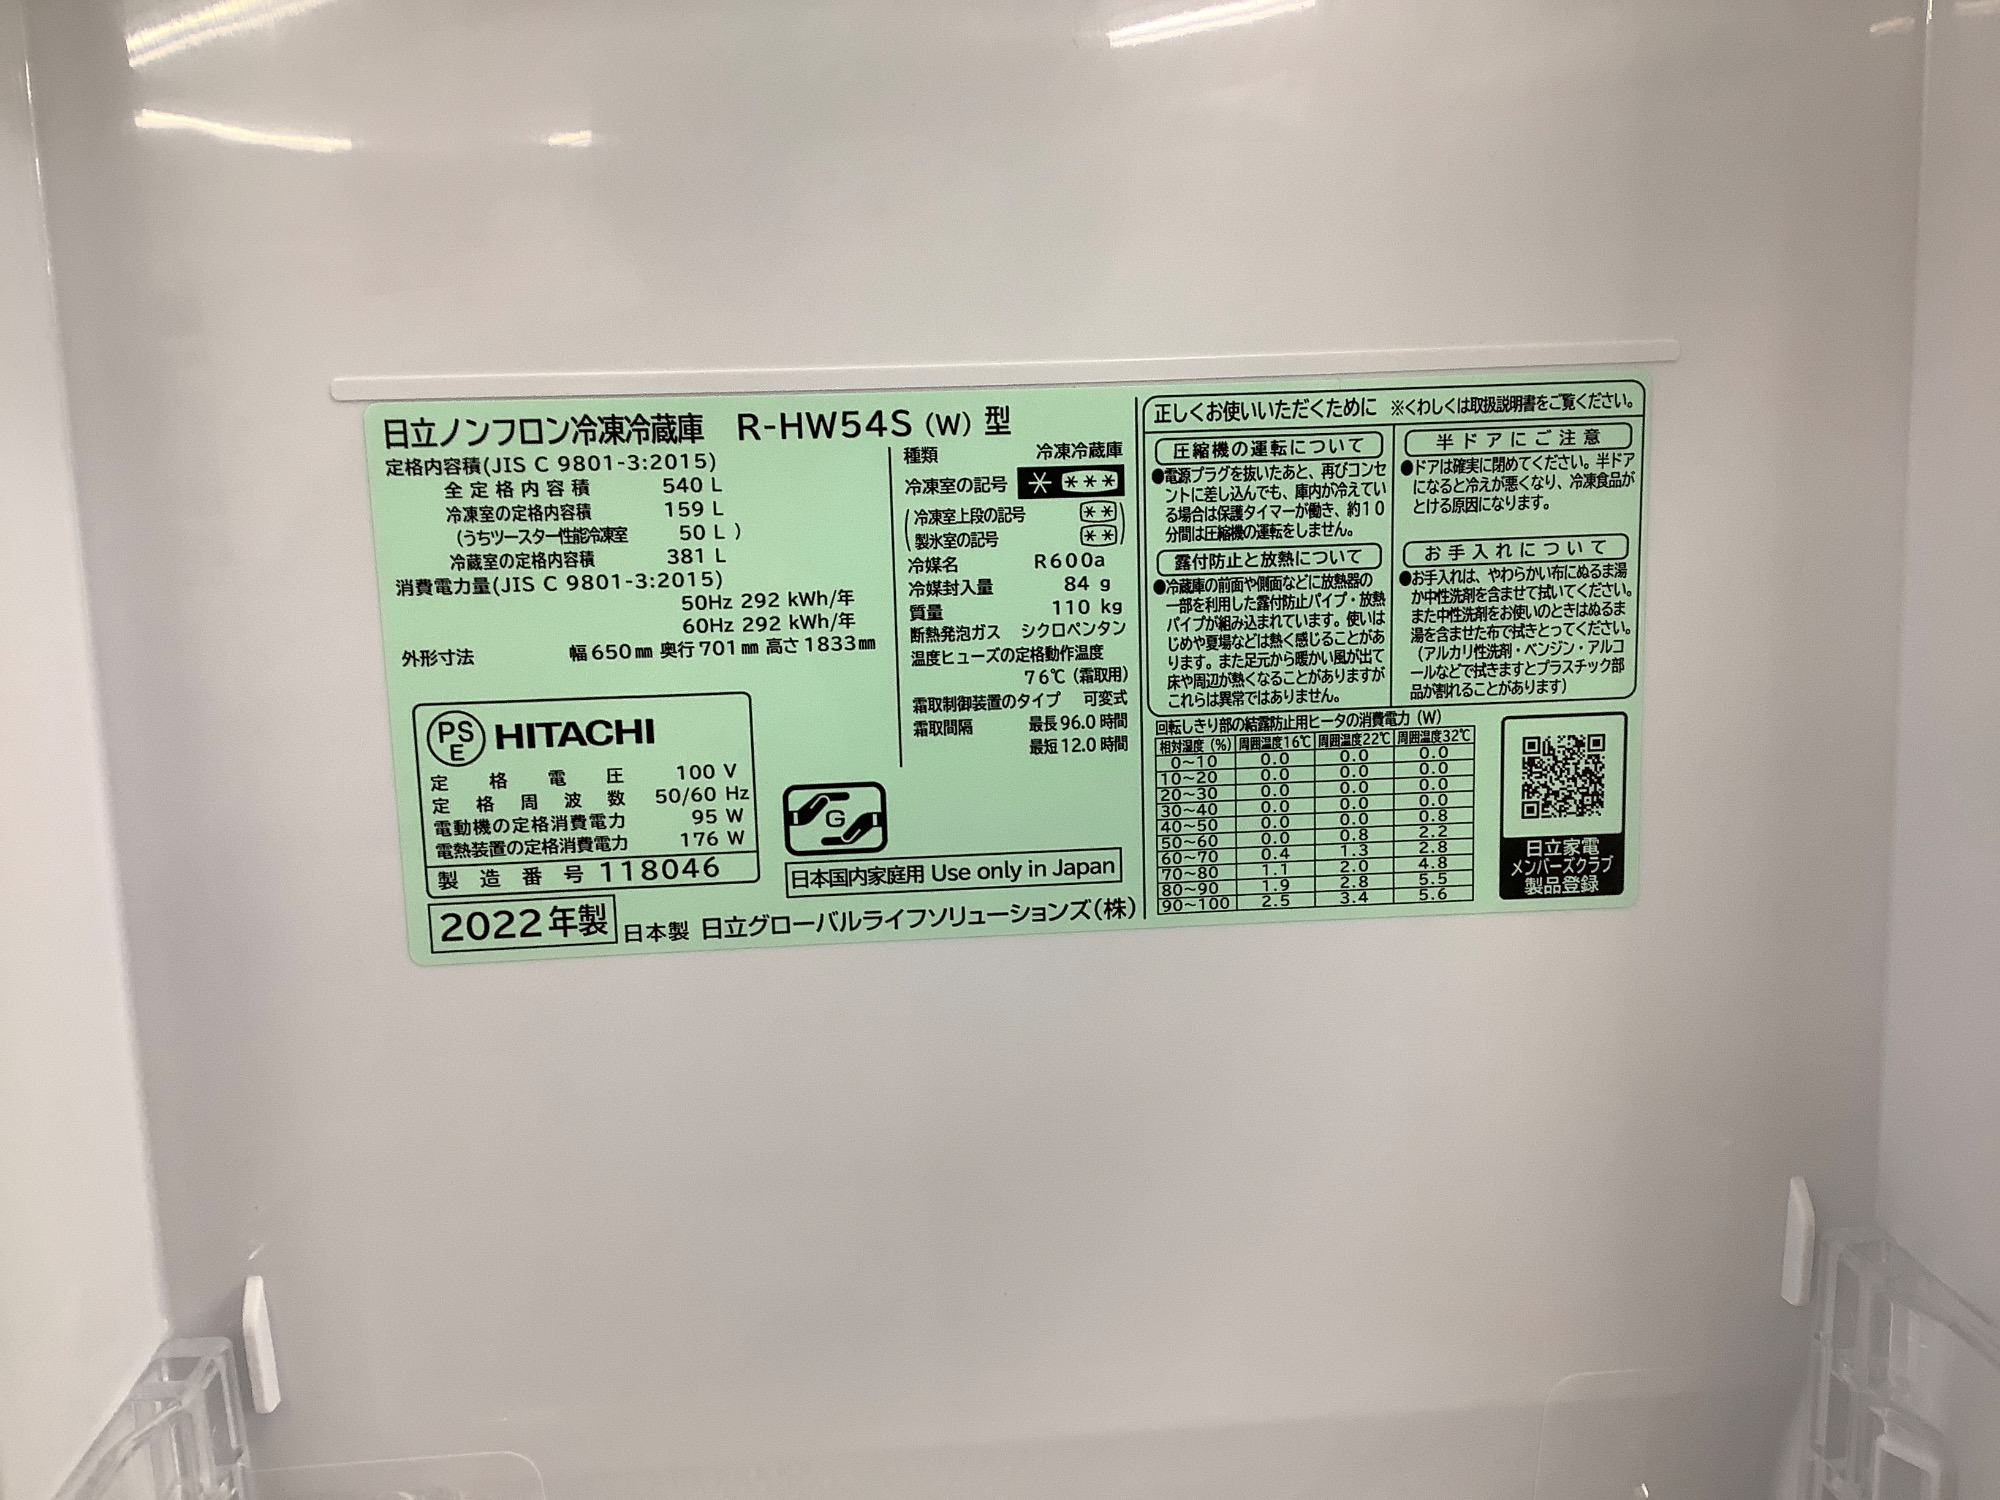 日立ノンフロン冷凍冷蔵庫 R-HW54S (W) 型
定格内容積(JIS C 9801-3:2015)
全定格内容積 540 L
冷凍室の定格内容積 159 L
(うちツースター性能冷凍室 50 L )
冷蔵室の定格内容積 381 L
消費電力量(JIS C 9801-3:2015)
50Hz 292 kWh/年
60Hz 292 kWh/年
外形寸法 幅650㎜ 奥行701㎜ 高さ1833㎜
PS
E
HITACHI
定格電圧 100 V
定格周波数 50/60 Hz
電動機の定格消費電力 95 W
電熱装置の定格消費電力 176 W
製造番号 118046
2022年製 日本製 日立グローバルライフソリューションズ(株)
種類 冷凍冷蔵庫
冷凍室の記号 * ***
(冷凍室上段の記号 **
製氷室の記号 **)
冷媒名 R600a
冷媒封入量 84 g
質量 110 kg
断熱発泡ガス シクロペンタン
温度ヒューズの定格動作温度
76℃ (霜取用)
霜取制御装置のタイプ 可変式
霜取間隔 最長96.0時間
最短12.0時間
G
日本国内家庭用 Use only in Japan
正しくお使いいただくために ※くわしくは取扱説明書をご覧ください。
圧縮機の運転について
●電源プラグを抜いたあと、再びコンセ
ントに差し込んでも、庫内が冷えてい
る場合は保護タイマーが働き、約10
分間は圧縮機の運転をしません。
露付防止と放熱について
●冷蔵庫の前面や側面などに放熱器の
一部を利用した露付防止パイプ・放熱
パイプが組み込まれています。使いは
じめや夏場などは熱く感じることがあ
ります。また足元から暖かい風が出て
床や周辺が熱くなることがありますが
これらは異常ではありません。
半ドアにご注意
●ドアは確実に閉めてください。半ドア
になると冷えが悪くなり、冷凍食品が
とける原因になります。
お手入れについて
●お手入れは、やわらかい布にぬるま湯
か中性洗剤を含ませて拭いてください。
また中性洗剤をお使いのときはぬるま
湯を含ませた布で拭きとってください。
(アルカリ性洗剤・ベンジン・アルコ
ールなどで拭きますとプラスチック部
品が割れることがあります)
回転しきり部の結露防止用ヒータの消費電力 (W)
相対湿度 (%) 周囲温度16℃ 周囲温度22℃ 周囲温度32℃
0~10 0.0 0.0 0.0
10~20 0.0 0.0 0.0
20~30 0.0 0.0 0.0
30~40 0.0 0.0 0.0
40~50 0.0 0.0 0.8
50~60 0.0 0.8 2.2
60~70 0.4 1.3 2.8
70~80 1.1 2.0 4.8
80~90 1.9 2.8 5.5
90~100 2.5 3.4 5.6
日立家電
メンバーズクラブ
製品登録